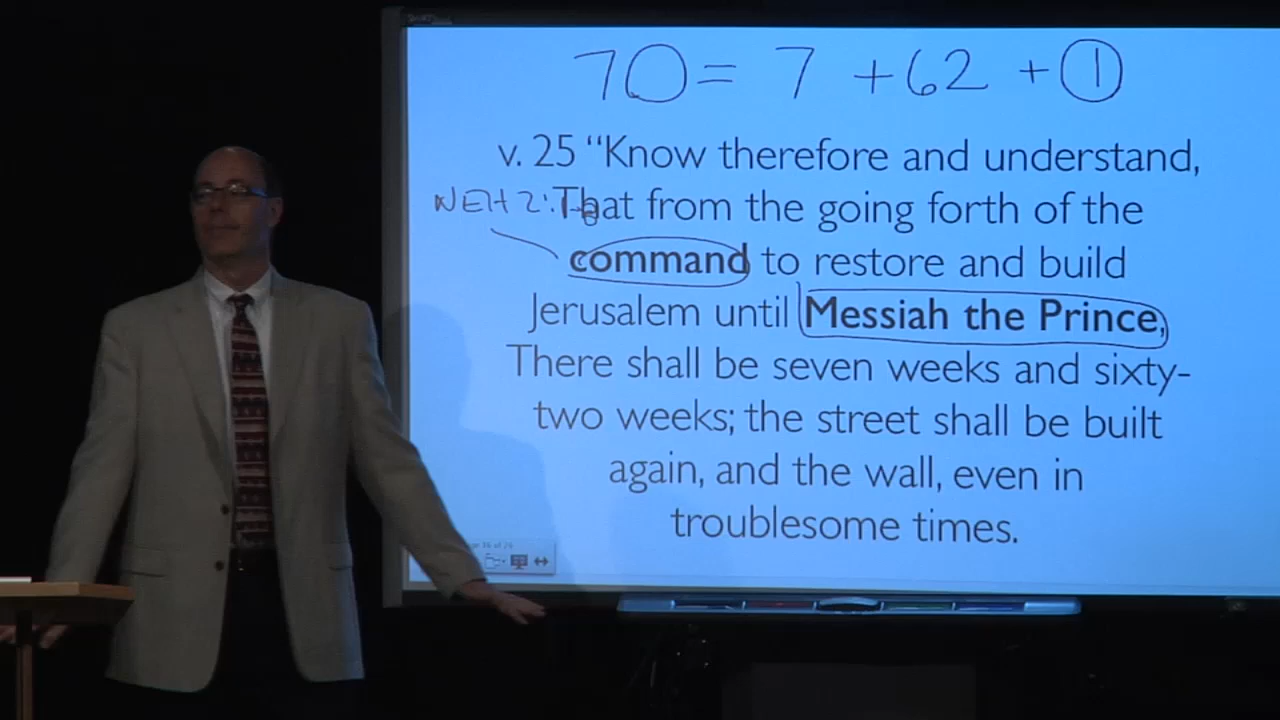 70 = 7 + 62 + 1
v. 25 “Know therefore and understand,
NEH 2:
That from the going forth of the
command to restore and build
Jerusalem until Messiah the Prince,
There shall be seven weeks and sixty-
two weeks; the street shall be built
again, and the wall, even in
troublesome times.